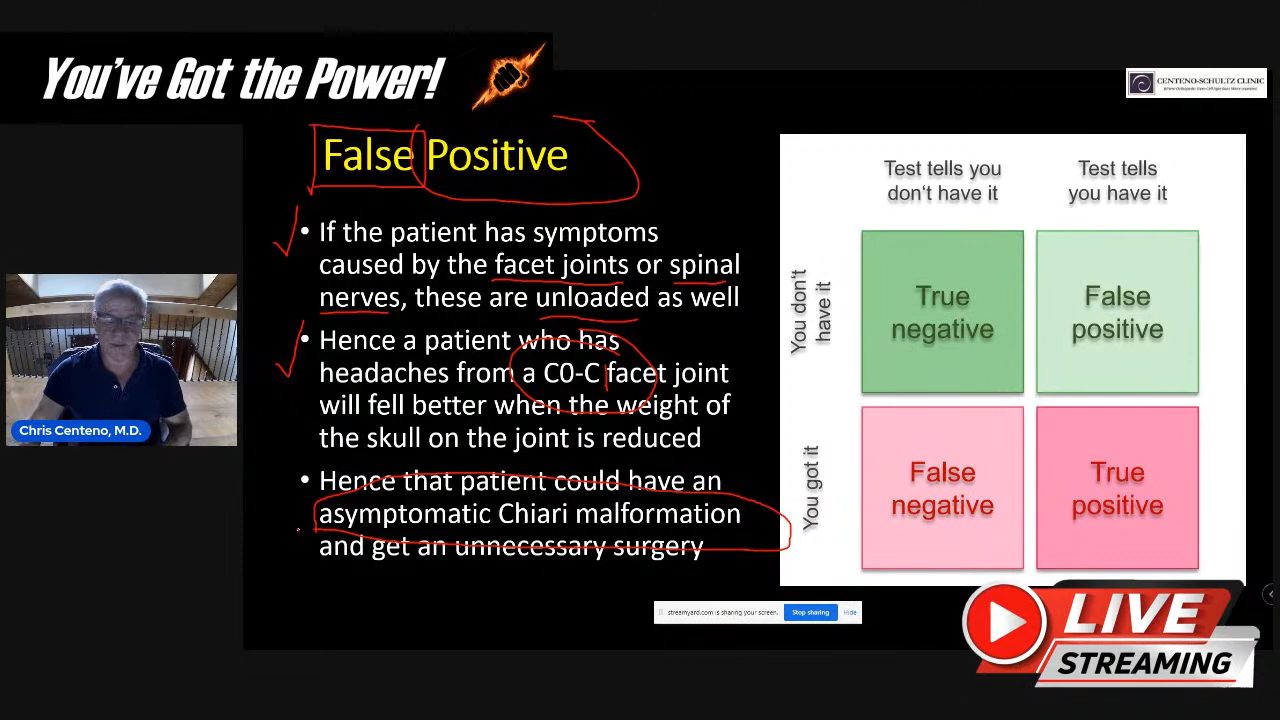 You've Got the Power!
CENTENO-SCHULTZ CLINIC
False Positive
• If the patient has symptoms
caused by the facet joints or spinal
nerves, these are unloaded as well
• Hence a patient who has
headaches from a C0-C facet joint
will fell better when the weight of
the skull on the joint is reduced
• Hence that patient could have an
asymptomatic Chiari malformation
and get an unnecessary surgery
Test tells you
don't have it
Test tells
you have it
You don't
have it
True
negative
False
positive
You got it
False
negative
True
positive
Chris Centeno, M.D.
streamyard.com is sharing your screen.
Stop sharing
Hide
LIVE
STREAMING